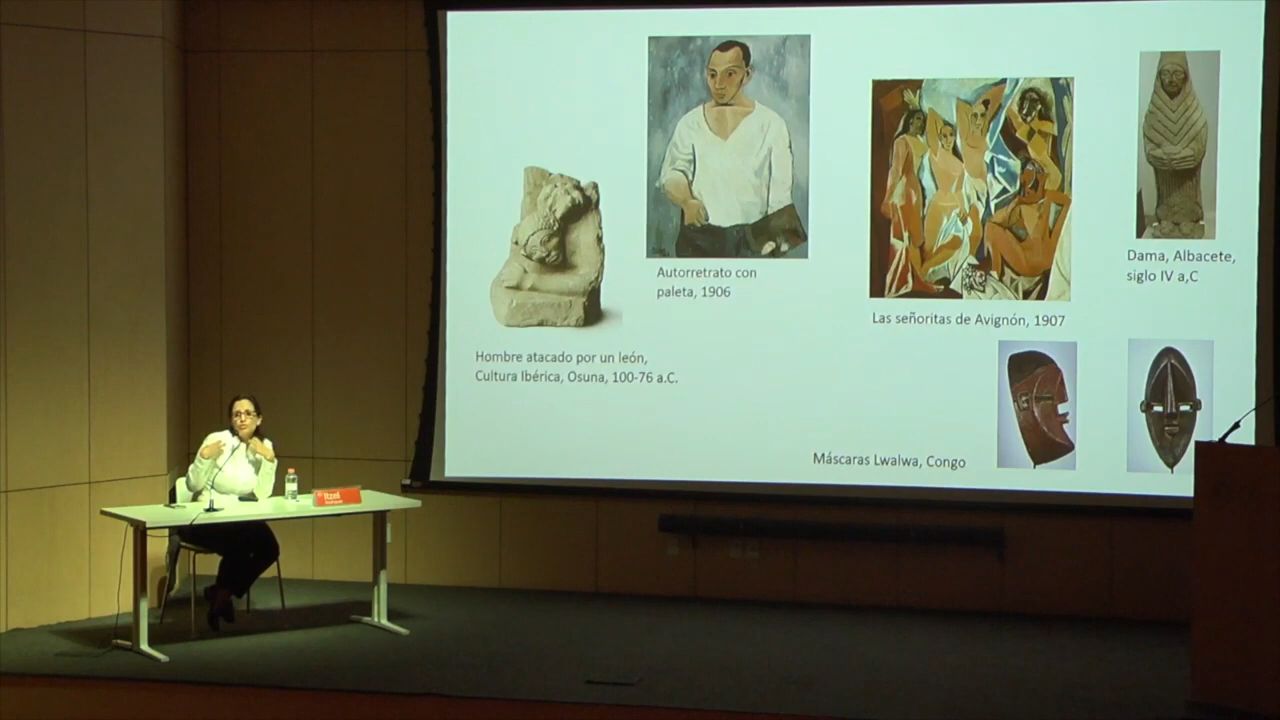 Autorretrato con
paleta, 1906
Hombre atacado por un león,
Cultura Ibérica, Osuna, 100-76 a.C.
Las señoritas de Avignón, 1907
Dama, Albacete,
siglo IV a,C
Máscaras Lwalwa, Congo
Itzel